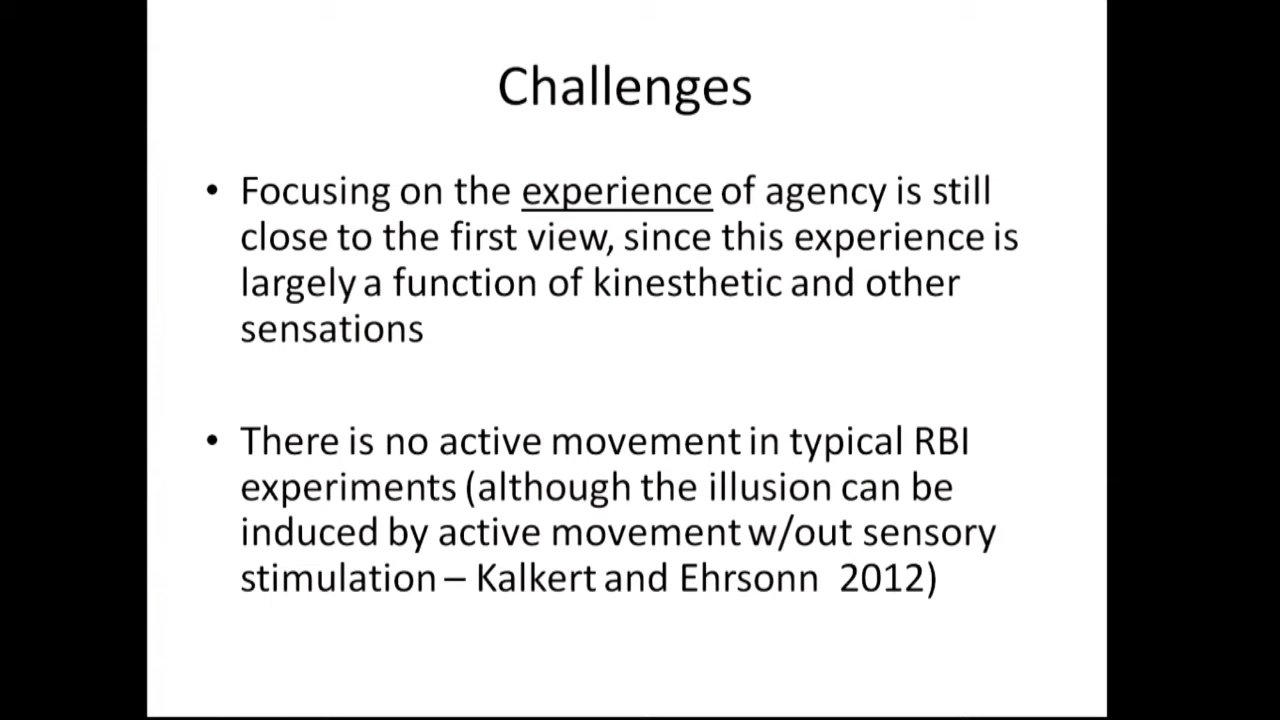 Challenges
• Focusing on the experience of agency is still
close to the first view, since this experience is
largely a function of kinesthetic and other
sensations
• There is no active movement in typical RBI
experiments (although the illusion can be
induced by active movement w/out sensory
stimulation – Kalkert and Ehrsonn 2012)